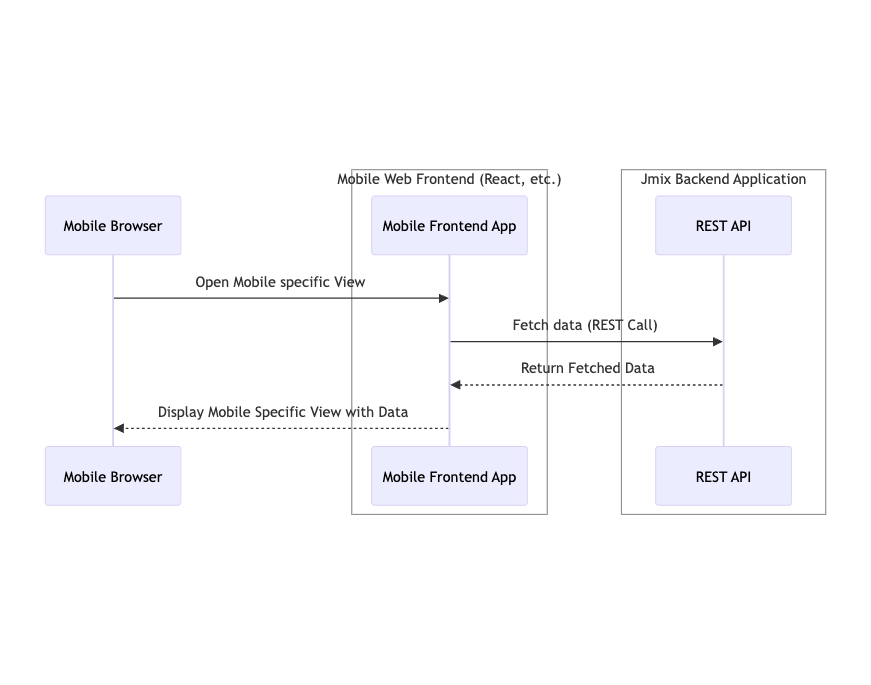 Mobile Web Frontend (React, etc.)
Jmix Backend Application
Mobile Browser
Mobile Frontend App
REST API
Open Mobile specific View
Fetch data (REST Call)
Return Fetched Data
Display Mobile Specific View with Data
Mobile Browser
Mobile Frontend App
REST API